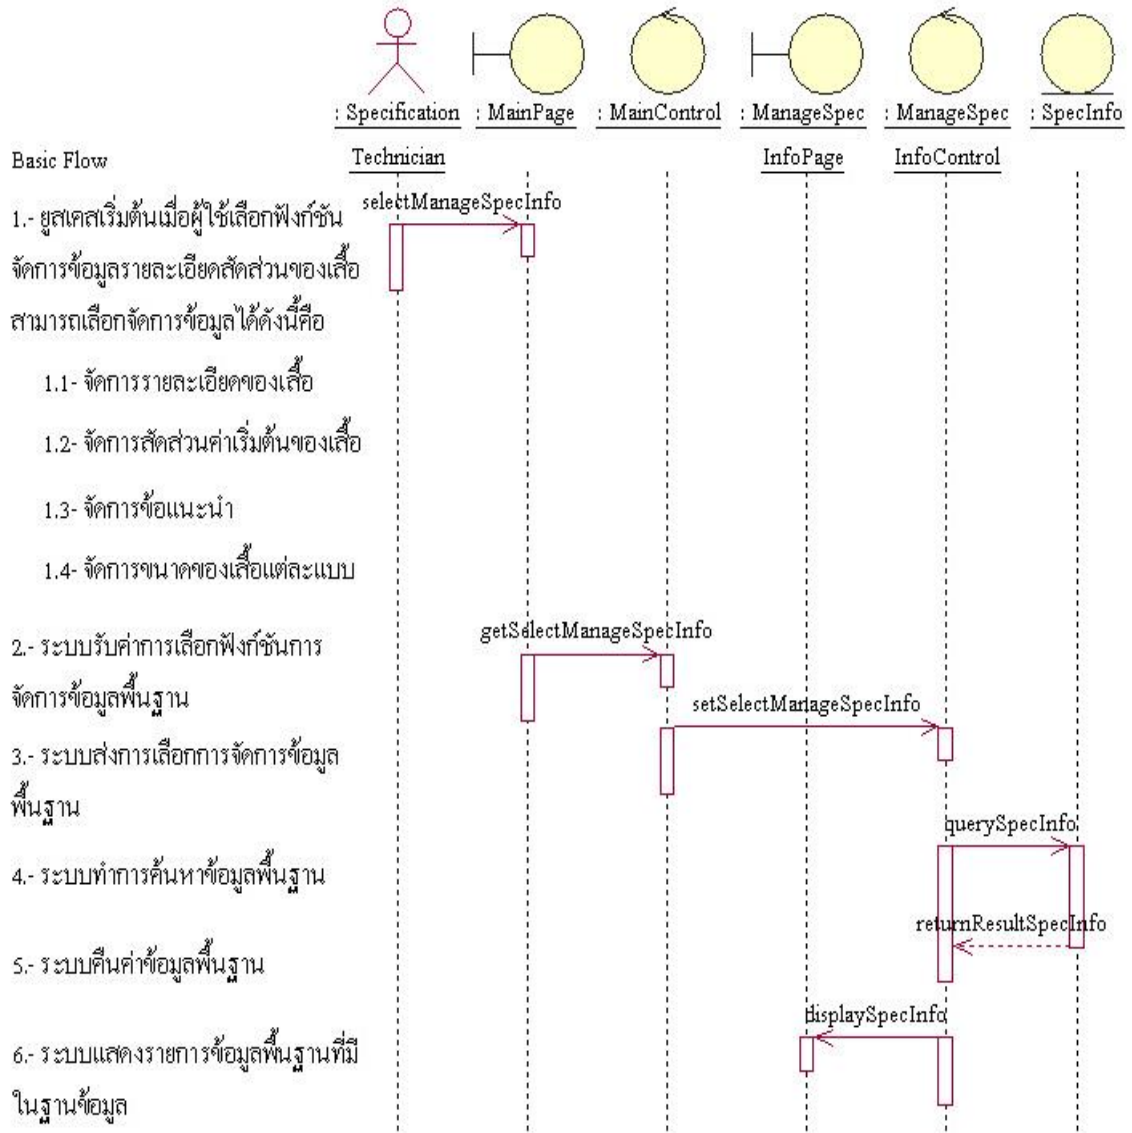 : Specification : MainPage : MainControl : ManageSpec : ManageSpec : SpecInfo
Basic Flow Technician InfoPage InfoControl
selectManageSpecInfo
1.- ยูสเคสเริ่มต้นเมื่อผู้ใช้เลือกฟังก์ชัน
จัดการข้อมูลรายละเอียดสัดส่วนของเสื้อ
สามารถเลือกจัดการข้อมูลได้ดังนี้คือ
1.1- จัดการรายละเอียดของเสื้อ
1.2- จัดการสัดส่วนค่าเริ่มต้นของเสื้อ
1.3- จัดการข้อแนะนำ
1.4- จัดการขนาดของเสื้อแต่ละแบบ
getSelectManageSpecInfo
2.- ระบบรับค่าการเลือกฟังก์ชันการ
จัดการข้อมูลพื้นฐาน
setSelectManageSpecInfo
3.- ระบบส่งการเลือกการจัดการข้อมูล
พื้นฐาน
querySpecInfo
4.- ระบบทำการค้นหาข้อมูลพื้นฐาน
returnResultSpecInfo
5.- ระบบคืนค่าข้อมูลพื้นฐาน
displaySpecInfo
6.- ระบบแสดงรายการข้อมูลพื้นฐานที่มี
ในฐานข้อมูล